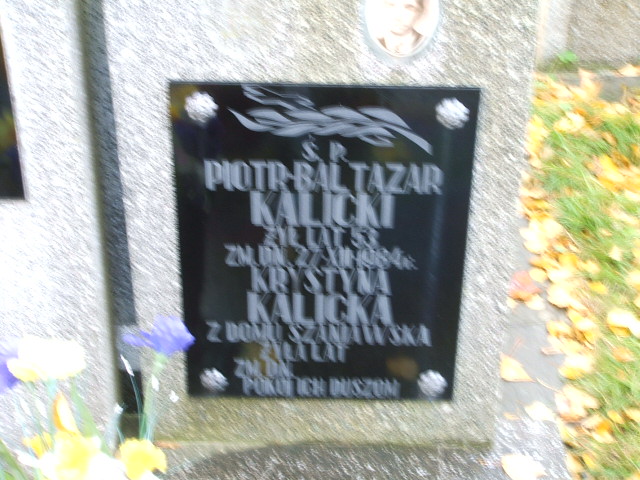 Ś. P.
PIOTR-BALTAZAR
KALICKI
ŻYŁ LAT 53
ZM. DN. 27 XII 1984 r.
KRYSTYNA
KALICKA
Z DOMU SZANIAWSKA
ŻYŁA LAT
ZM. DN.
POKÓJ ICH DUSZOM